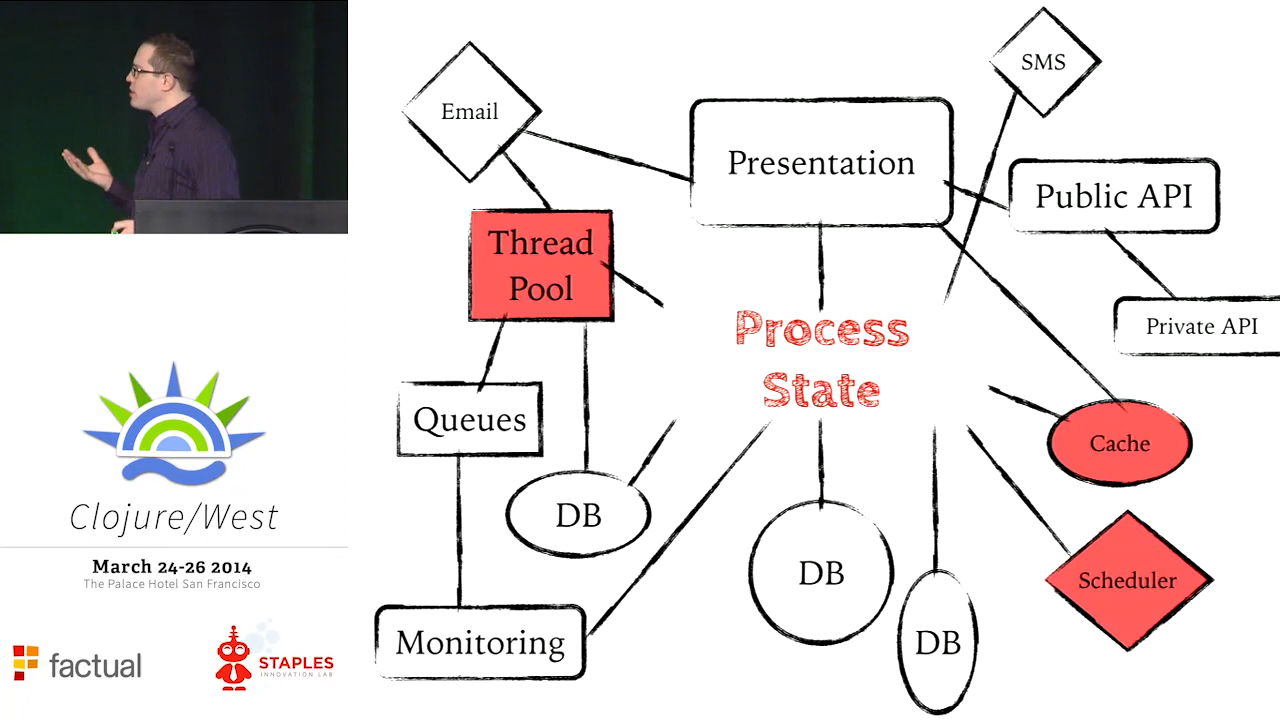 Email
SMS
Presentation
Public API
Thread
Pool
Private API
Process
State
Queues
Cache
DB
DB
Scheduler
DB
Monitoring
Clojure/West
March 24-26 2014
The Palace Hotel San Francisco
factual
STAPLES
INNOVATION LAB